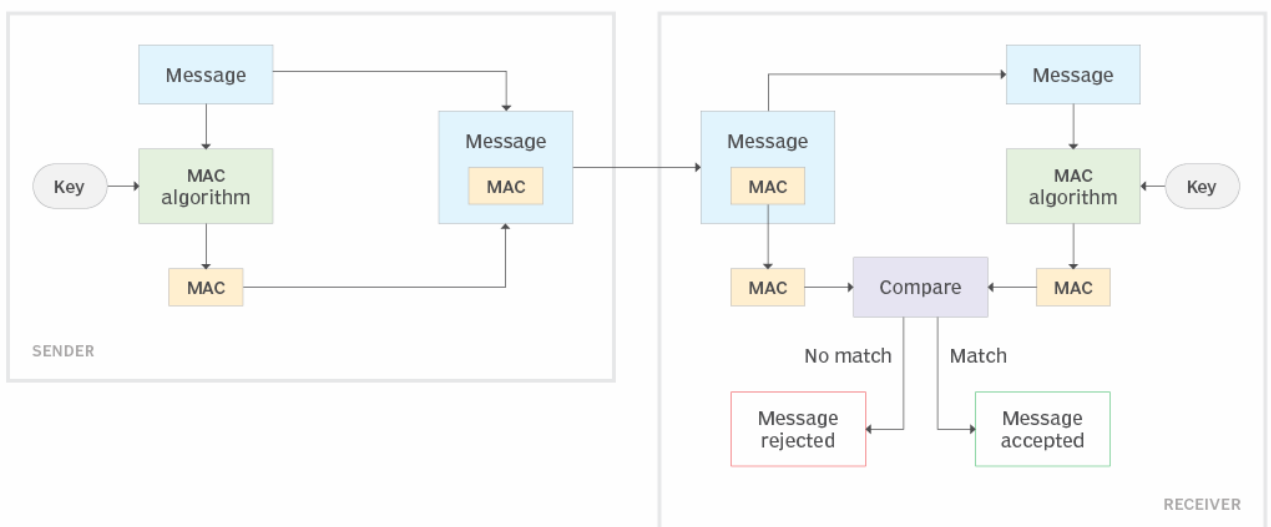 Message
Key
MAC
algorithm
MAC
Message
MAC
SENDER
Message
MAC
Message
MAC
algorithm
Key
MAC
Compare
MAC
No match
Match
Message
rejected
Message
accepted
RECEIVER